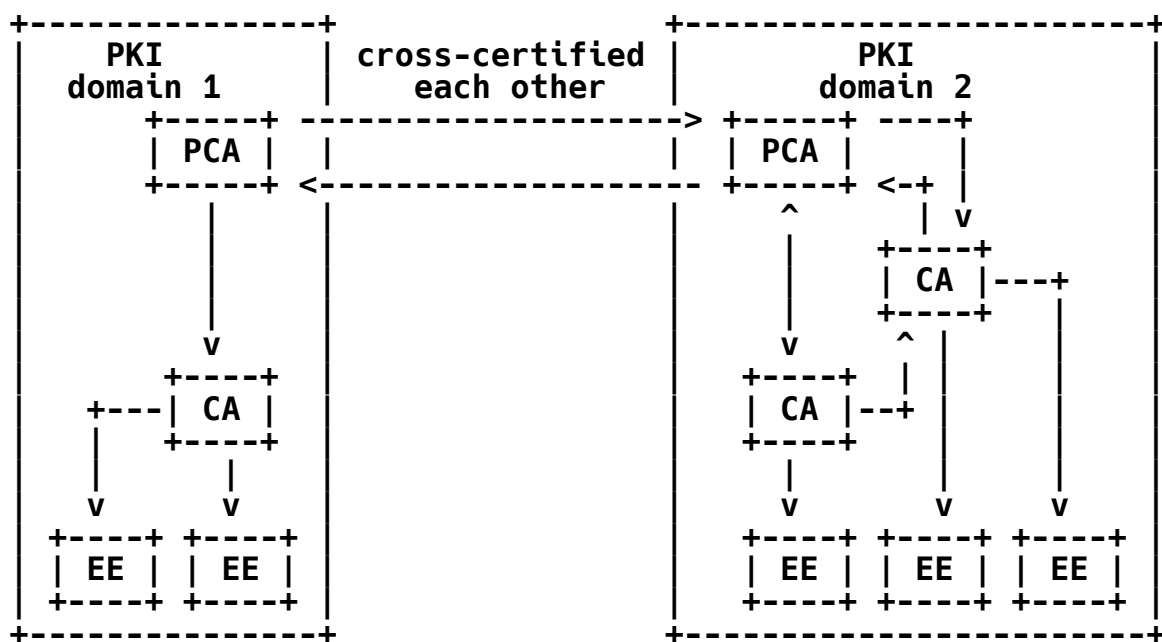 +---------------+                  +------------------------+
|    PKI        | cross-certified  |         PKI            |
|  domain 1     |    each other    |       domain 2         |
|      +-----+ --------------------> +-----+ ----+         |
|      | PCA |  |                  |  | PCA |     |         |
|      +-----+ <-------------------- +-----+ <-+ |         |
|         |     |                  |     ^      | v         |
|         |     |                  |     |    +----+        |
|         |     |                  |     |    | CA |---+    |
|         |     |                  |     |    +----+   |    |
|         v     |                  |     v     ^ |     |    |
|       +----+  |                  |   +----+  | |     |    |
|   +---| CA |  |                  |   | CA |--+ |     |    |
|   |   +----+  |                  |   +----+    |     |    |
|   |     |     |                  |     |       |     |    |
|   v     v     |                  |     v       v     v    |
| +----+ +----+ |                  |   +----+ +----+ +----+ |
| | EE | | EE | |                  |   | EE | | EE | | EE | |
| +----+ +----+ |                  |   +----+ +----+ +----+ |
+---------------+                  +------------------------+